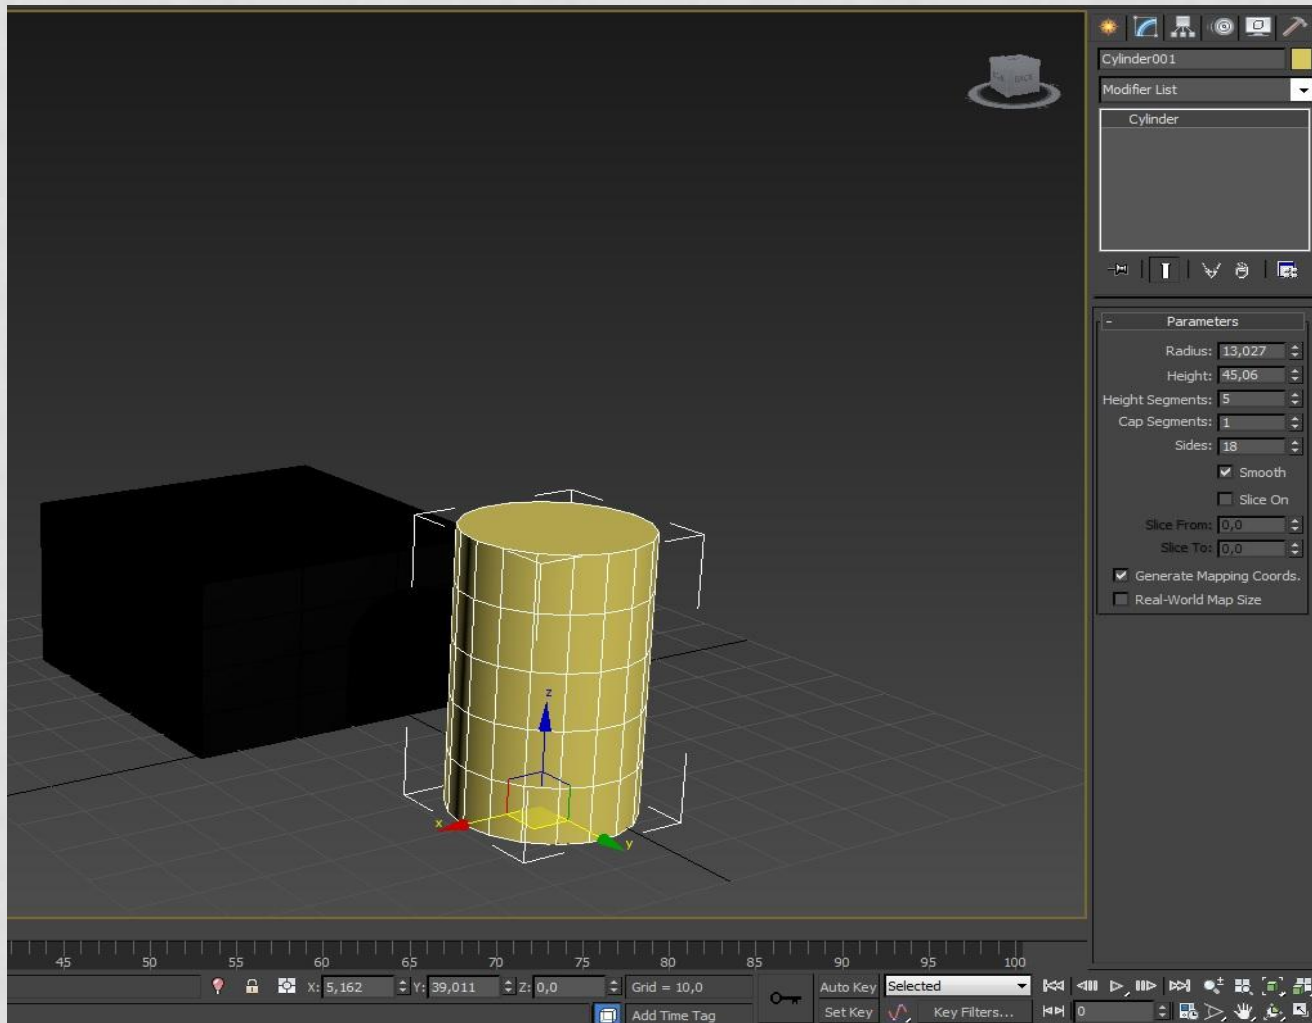 Cylinder001
Modifier List
Cylinder
- Parameters
Radius: 13,027
Height: 45,06
Height Segments: 5
Cap Segments: 1
Sides: 18
Smooth
Slice On
Slice From: 0,0
Slice To: 0,0
Generate Mapping Coords.
Real-World Map Size
BACK
z
x
y
45 50 55 60 65 70 75 80 85 90 95 100
X: 5,162 Y: 39,011 Z: 0,0 Grid = 10,0 Auto Key Selected
Add Time Tag Set Key Key Filters... 0